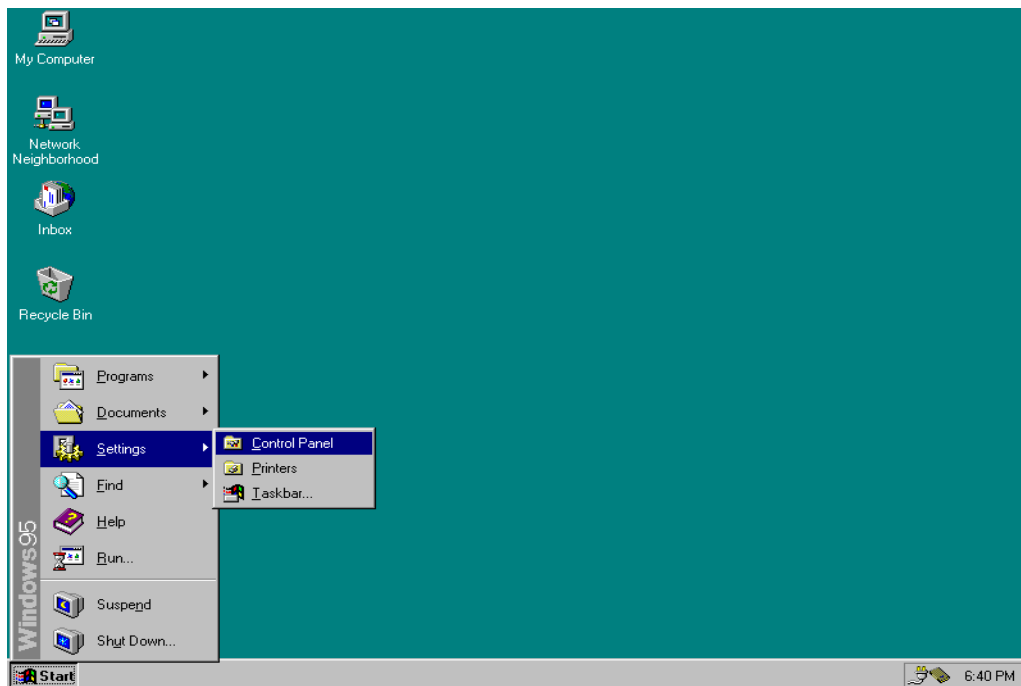 My Computer
Network
Neighborhood
Inbox
Recycle Bin
Programs
Documents
Settings
Find
Help
Run...
Suspend
Shut Down...
Windows95
Control Panel
Printers
Taskbar...
Start
6:40 PM